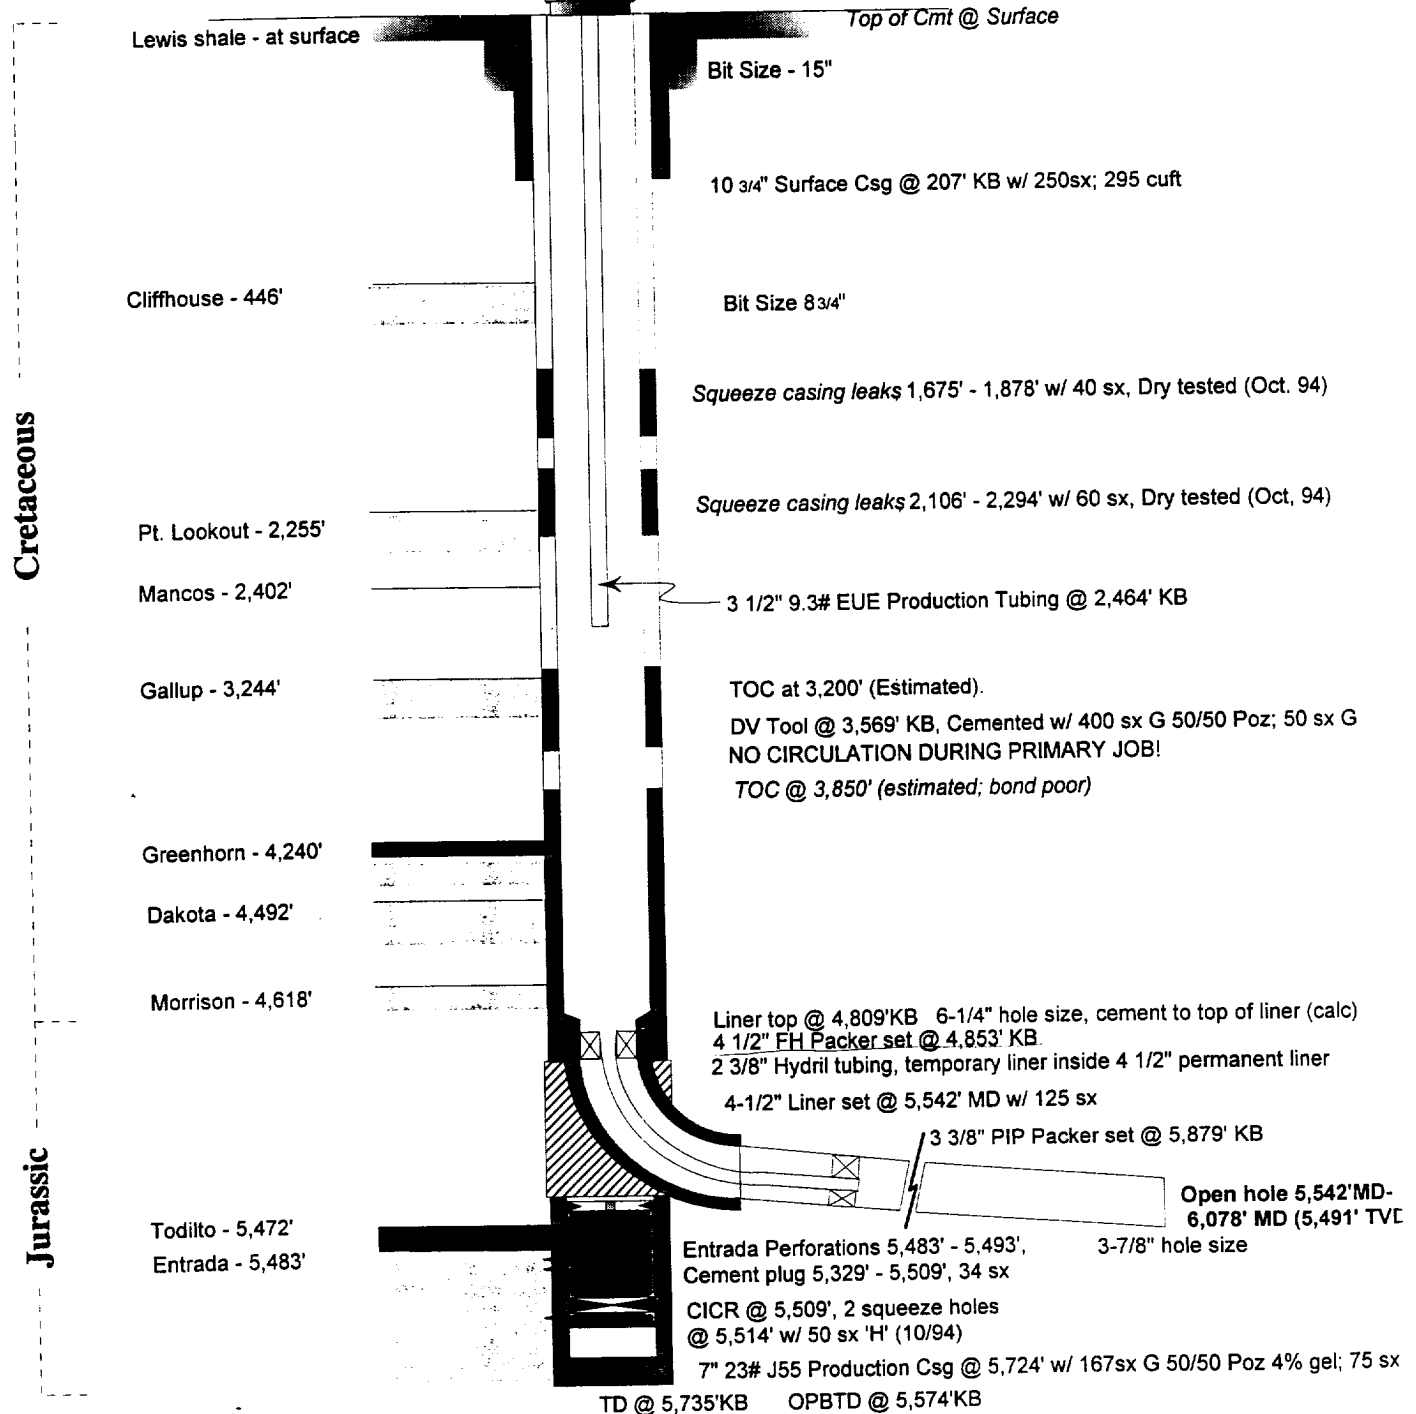 Top of Cmt @ Surface
Lewis shale - at surface
Bit Size - 15"
10 3/4" Surface Csg @ 207' KB w/ 250sx; 295 cuft
Cliffhouse - 446'
Bit Size 8 3/4"
Squeeze casing leaks 1,675' - 1,878' w/ 40 sx, Dry tested (Oct. 94)
Cretaceous
Squeeze casing leaks 2,106' - 2,294' w/ 60 sx, Dry tested (Oct, 94)
Pt. Lookout - 2,255'
Mancos - 2,402'
3 1/2" 9.3# EUE Production Tubing @ 2,464' KB
Gallup - 3,244'
TOC at 3,200' (Estimated).
DV Tool @ 3,569' KB, Cemented w/ 400 sx G 50/50 Poz; 50 sx G
NO CIRCULATION DURING PRIMARY JOB!
TOC @ 3,850' (estimated; bond poor)
Greenhorn - 4,240'
Dakota - 4,492'
Morrison - 4,618'
Liner top @ 4,809'KB 6-1/4" hole size, cement to top of liner (calc)
4 1/2" FH Packer set @ 4,853' KB
2 3/8" Hydril tubing, temporary liner inside 4 1/2" permanent liner
4-1/2" Liner set @ 5,542' MD w/ 125 sx
3 3/8" PIP Packer set @ 5,879' KB
Jurassic
Open hole 5,542'MD-
6,078' MD (5,491' TVD
Todilto - 5,472'
Entrada - 5,483'
Entrada Perforations 5,483' - 5,493',
3-7/8" hole size
Cement plug 5,329' - 5,509', 34 sx
CICR @ 5,509', 2 squeeze holes
@ 5,514' w/ 50 sx 'H' (10/94)
7" 23# J55 Production Csg @ 5,724' w/ 167sx G 50/50 Poz 4% gel; 75 sx
TD @ 5,735'KB OPBTD @ 5,574'KB